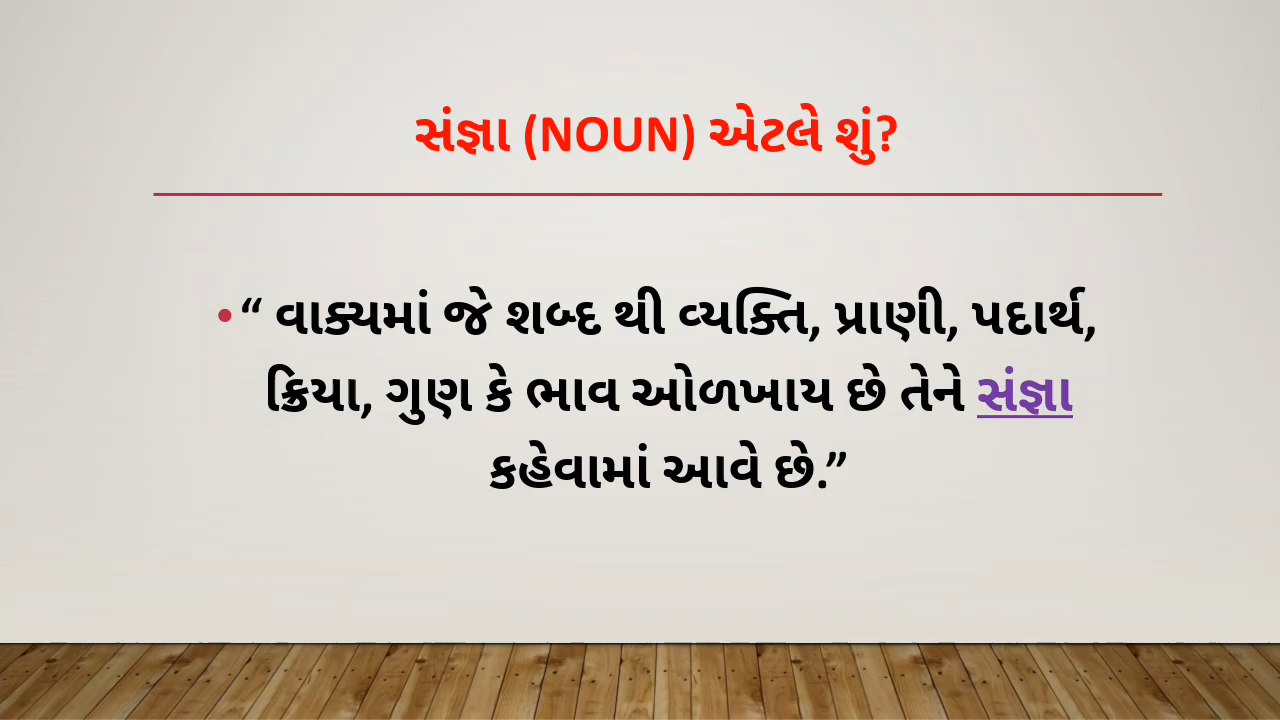 સંજ્ઞા (NOUN) એટલે શું?
• “ વાક્યમાં જે શબ્દ થી વ્યક્તિ, પ્રાણી, પદાર્થ,
ક્રિયા, ગુણ કે ભાવ ઓળખાય છે તેને સંજ્ઞા
કહેવામાં આવે છે.”